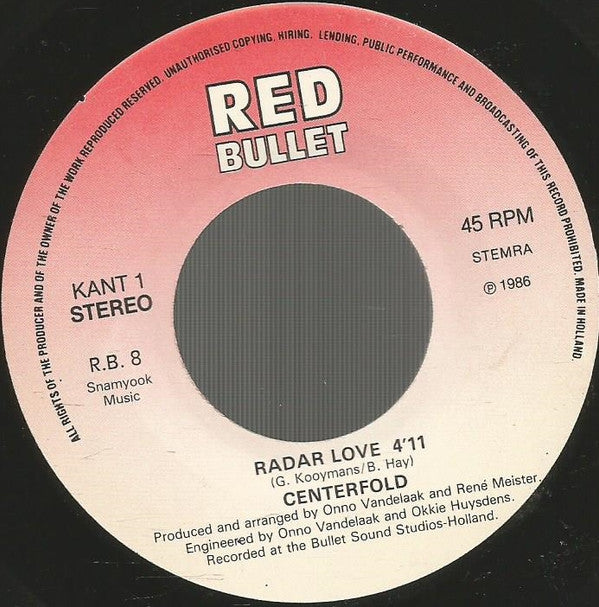 ALL RIGHTS OF THE PRODUCER AND OF THE OWNER OF THE WORK REPRODUCED RESERVED. UNAUTHORISED COPYING, HIRING, LENDING, PUBLIC PERFORMANCE AND BROADCASTING OF THIS RECORD PROHIBITED. MADE IN HOLLAND.
RED
BULLET
KANT 1
STEREO
R.B. 8
Snamyook
Music
45 RPM
STEMRA
℗ 1986
RADAR LOVE 4'11
(G. Kooymans/B. Hay)
CENTERFOLD
Produced and arranged by Onno Vandelaak and René Meister.
Engineered by Onno Vandelaak and Okkie Huysdens.
Recorded at the Bullet Sound Studios-Holland.